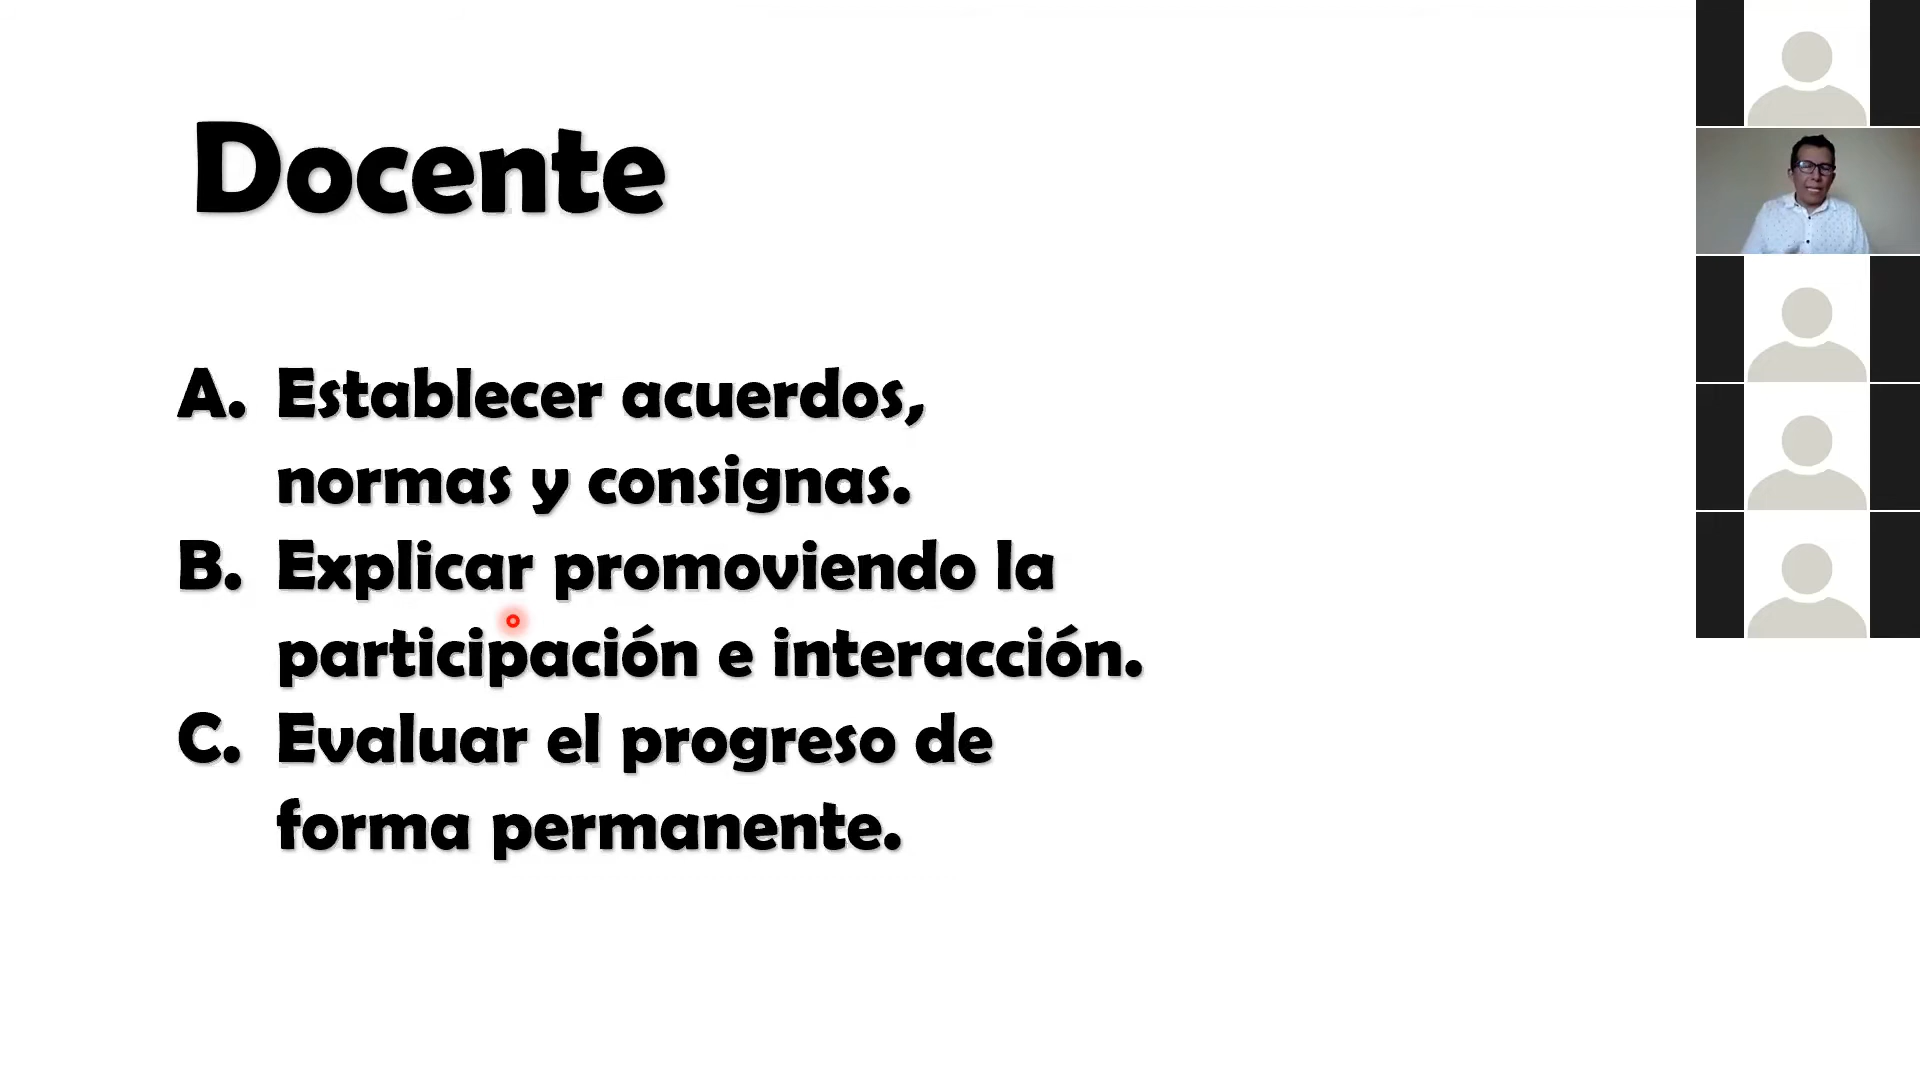 Docente
A. Establecer acuerdos,
normas y consignas.
B. Explicar promoviendo la
participación e interacción.
C. Evaluar el progreso de
forma permanente.